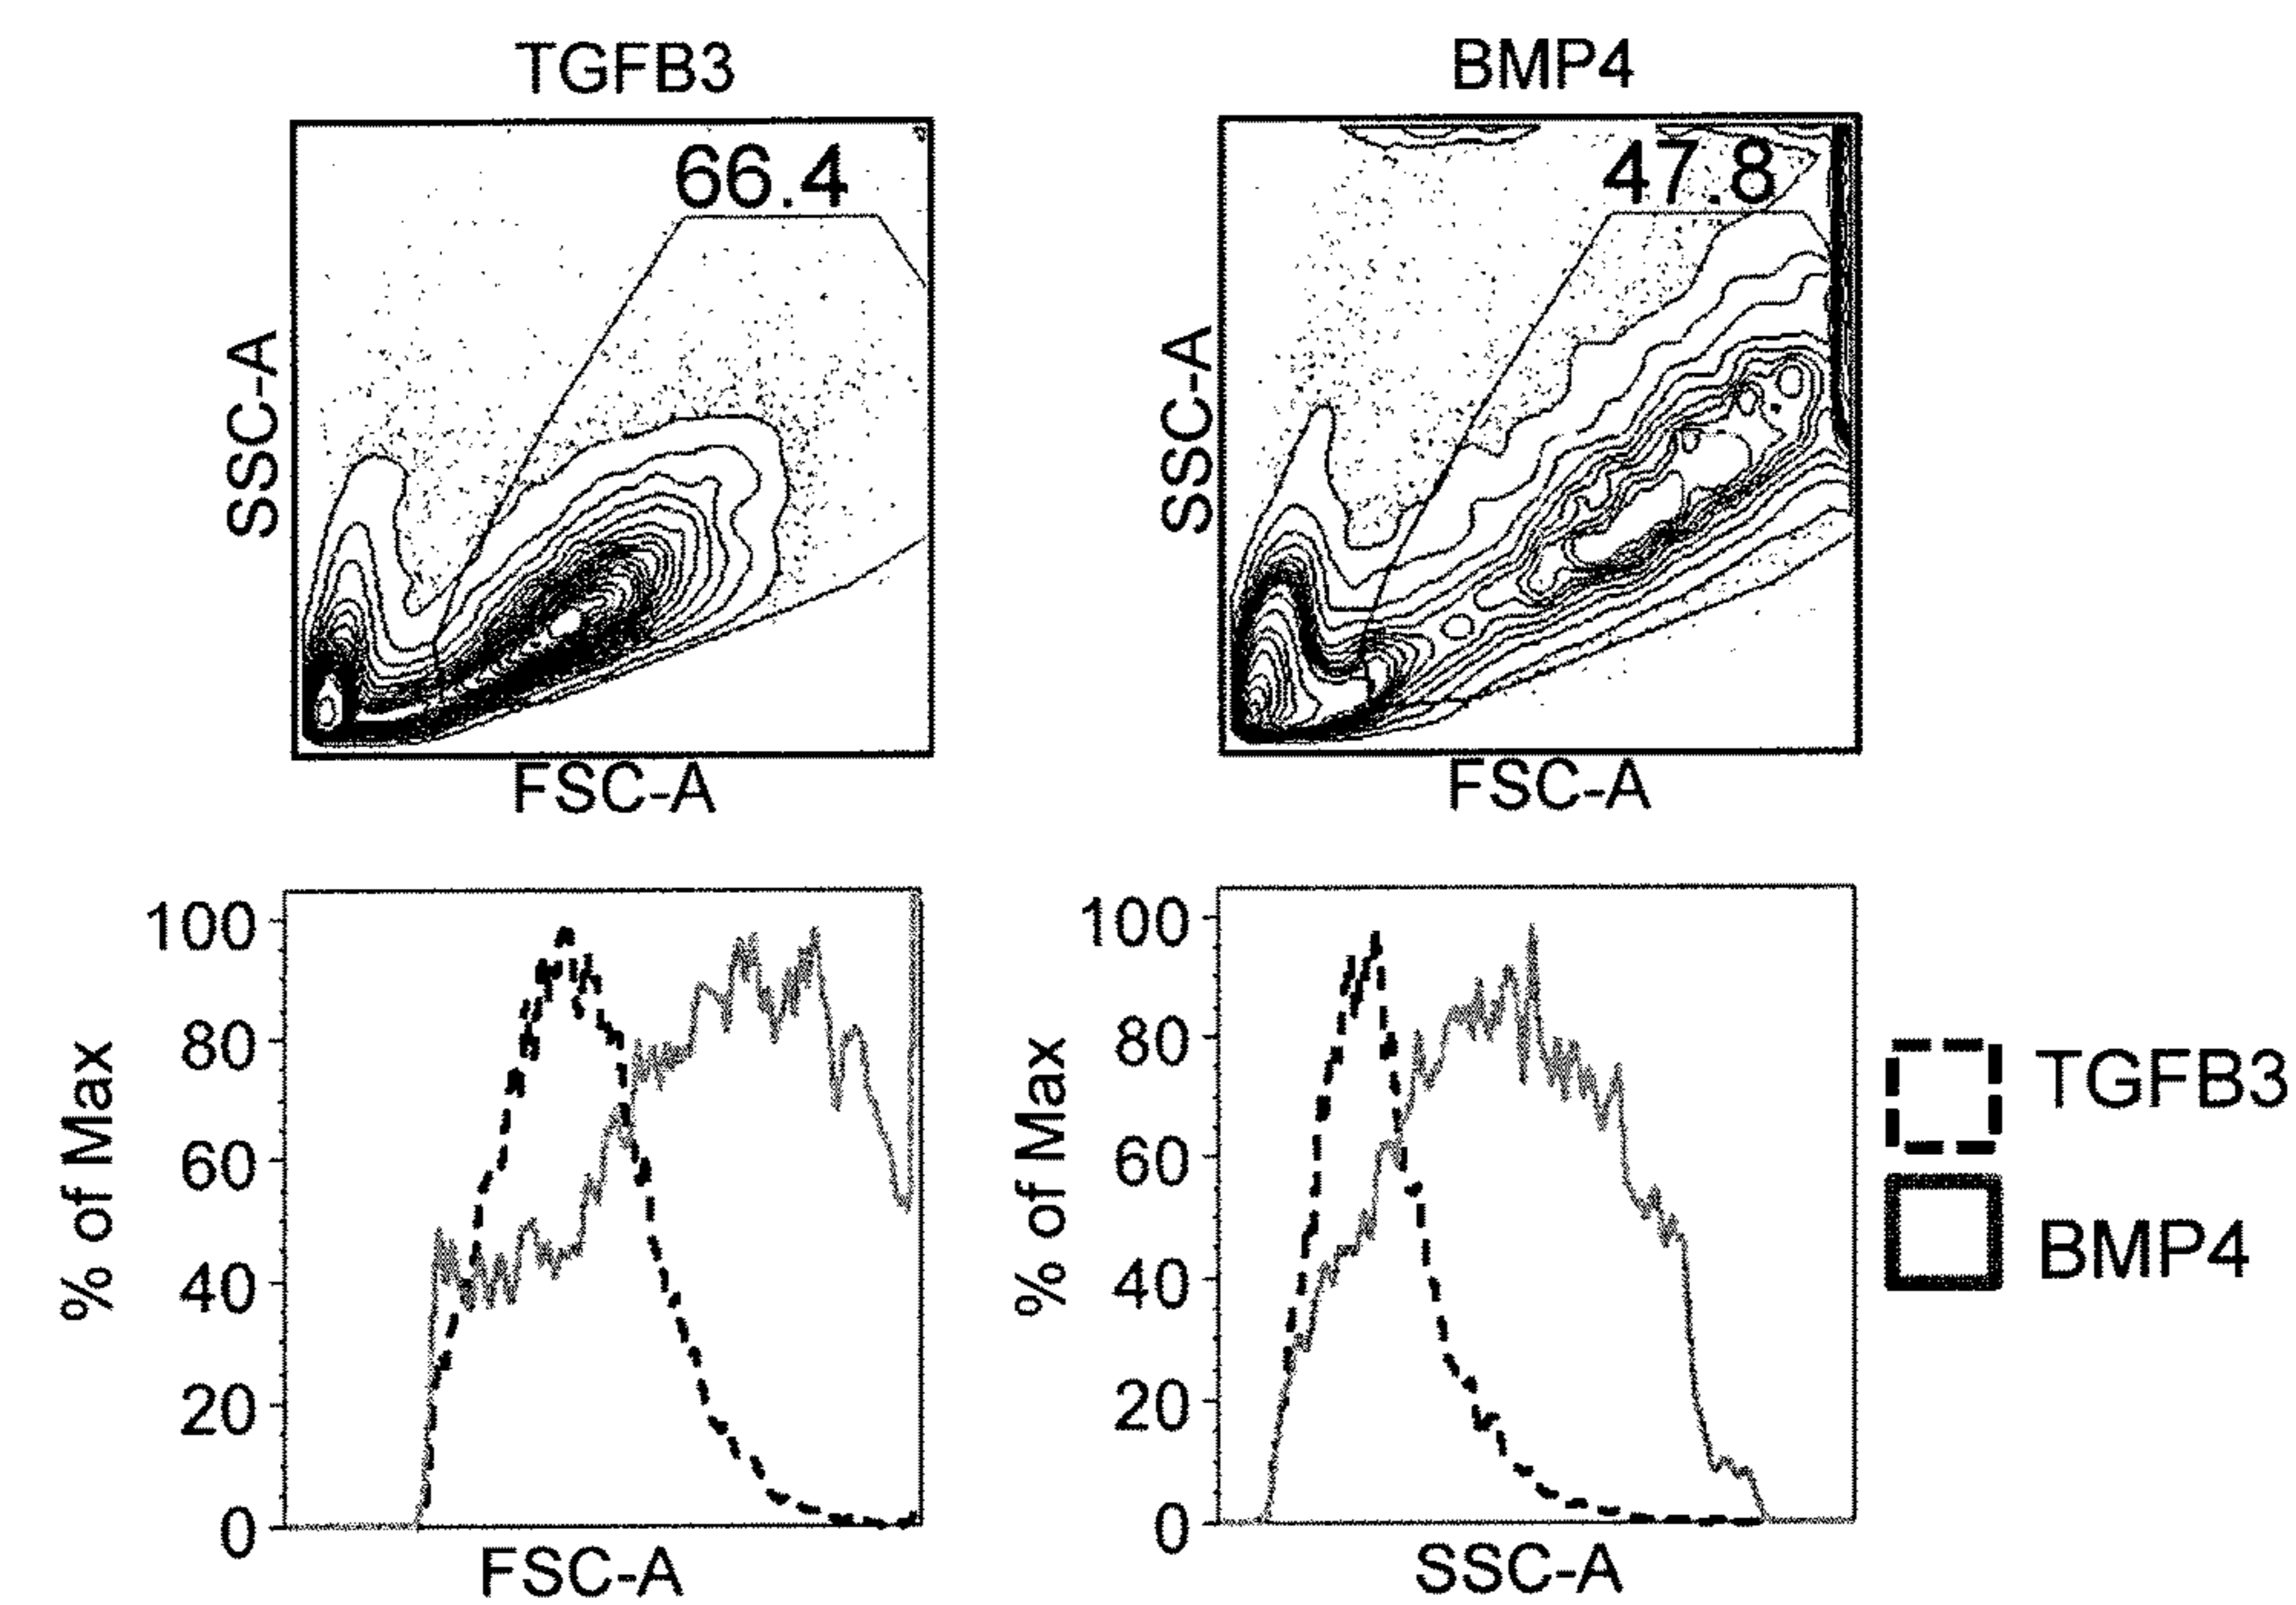 TGFB3
66.4
SSC-A
FSC-A
BMP4
47.8
SSC-A
FSC-A
% of Max
100
80
60
40
20
0
FSC-A
% of Max
100
80
60
40
20
0
SSC-A
TGFB3
BMP4